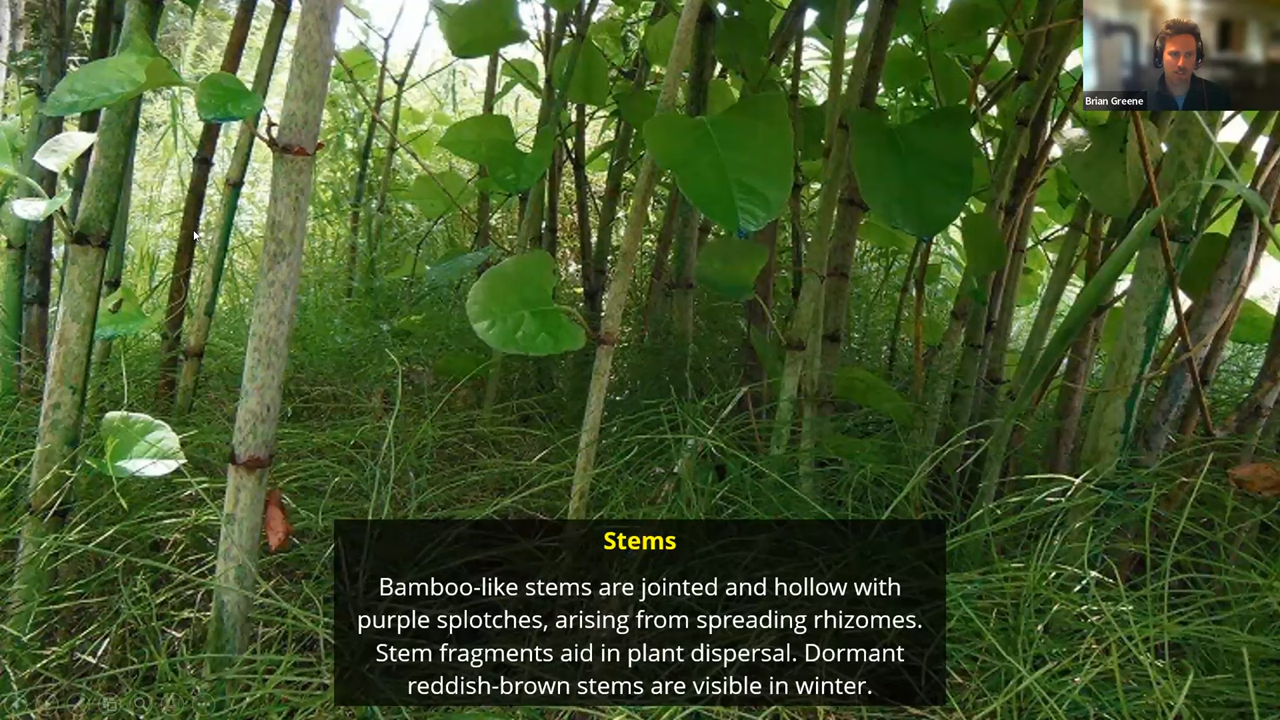 Brian Greene
Stems
Bamboo-like stems are jointed and hollow with
purple splotches, arising from spreading rhizomes.
Stem fragments aid in plant dispersal. Dormant
reddish-brown stems are visible in winter.